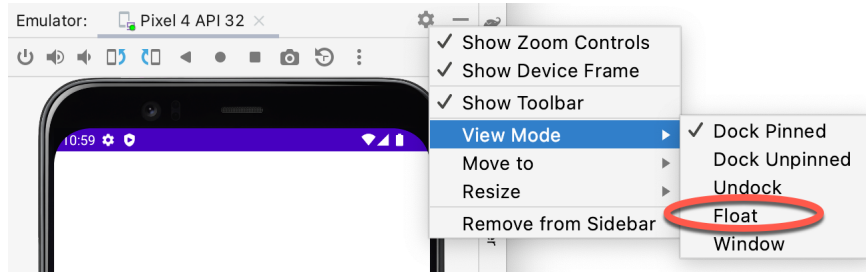 Emulator: Pixel 4 API 32
Show Zoom Controls
Show Device Frame
Show Toolbar
10:59
View Mode
Move to
Resize
Remove from Sidebar
Dock Pinned
Dock Unpinned
Undock
Float
Window